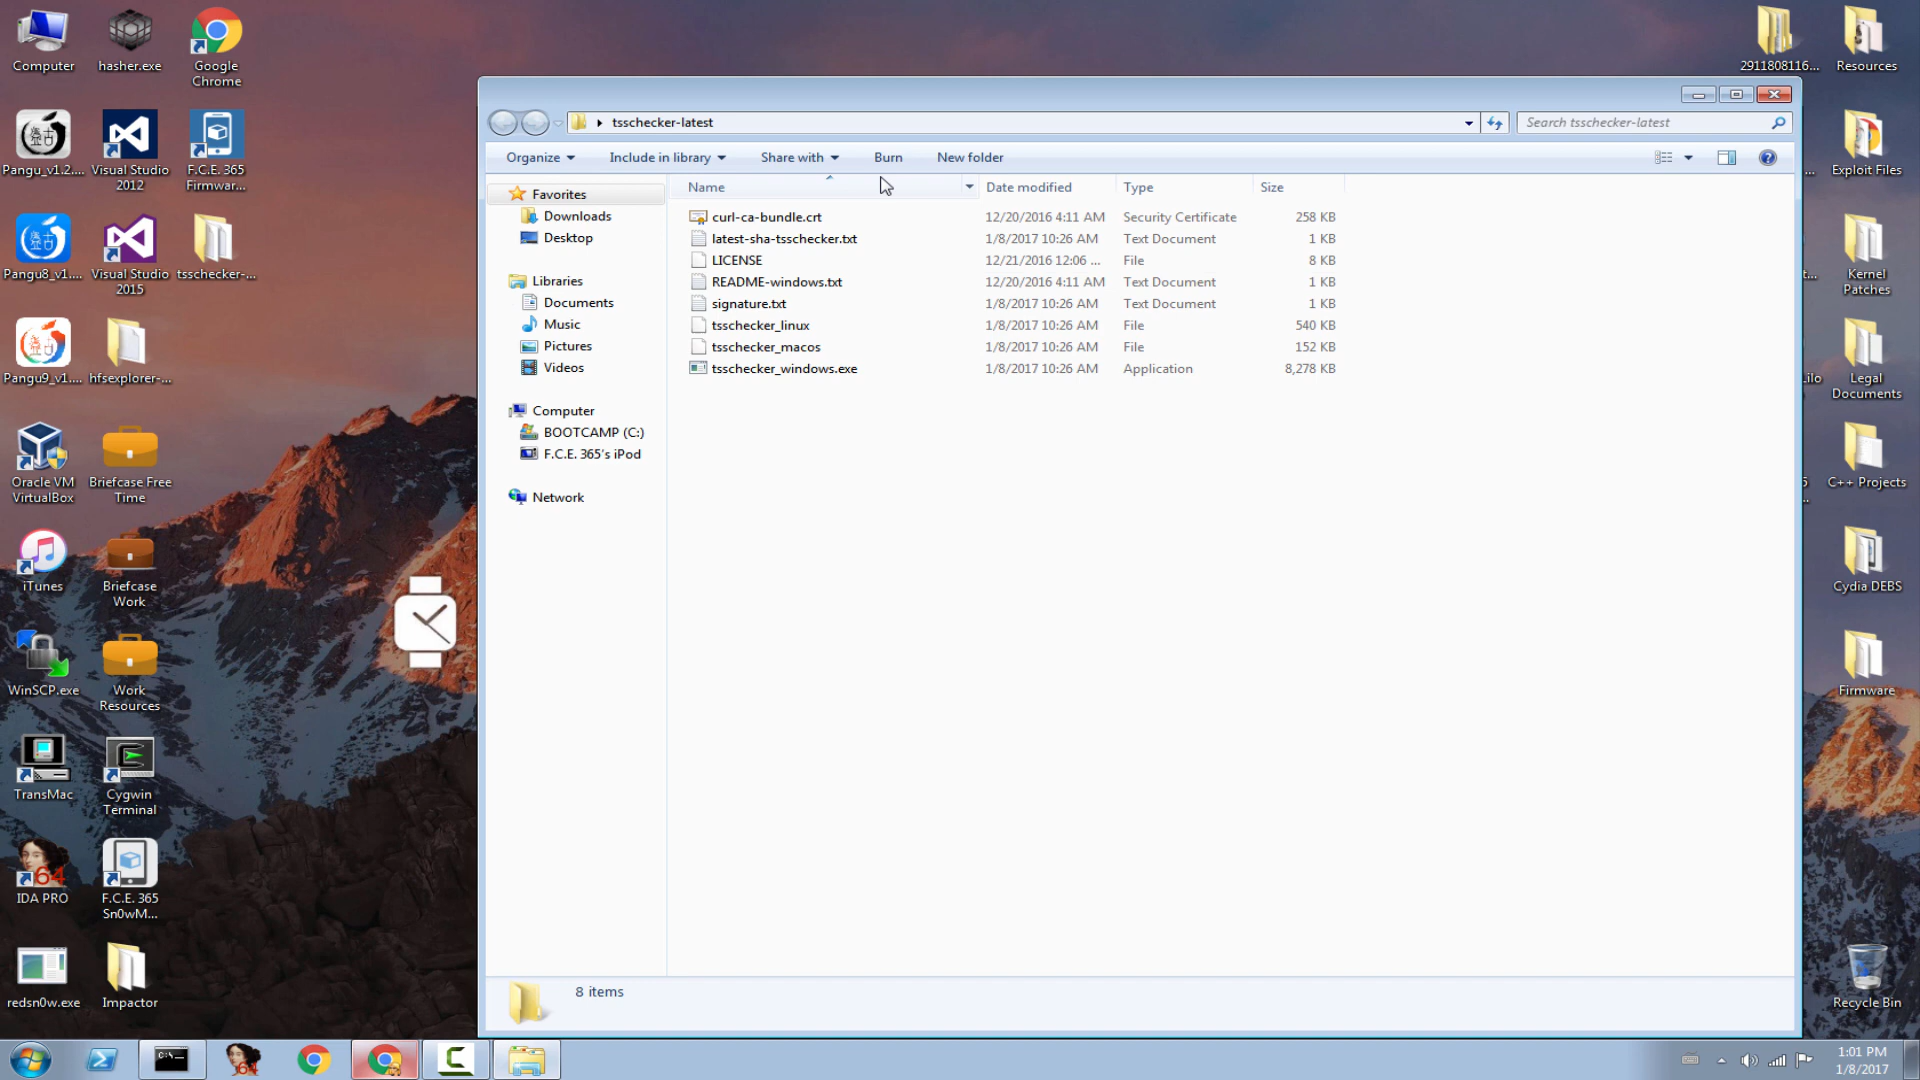 Computer
hasher.exe
Google
Chrome
Pangu_v1.2....
Visual Studio
2012
F.C.E. 365
Firmwar...
Pangu8_v1....
Visual Studio
2015
tsschecker-...
Pangu9_v1....
hfsexplorer-...
Oracle VM
VirtualBox
Briefcase Free
Time
iTunes
Briefcase
Work
WinSCP.exe
Work
Resources
TransMac
Cygwin
Terminal
64
IDA PRO
F.C.E. 365
Sn0wM...
redsn0w.exe
Impactor
tsschecker-latest
Search tsschecker-latest
Organize
Include in library
Share with
Burn
New folder
Favorites
Downloads
Desktop
Libraries
Documents
Music
Pictures
Videos
Computer
BOOTCAMP (C:)
F.C.E. 365's iPod
Network
Name Date modified Type Size
curl-ca-bundle.crt 12/20/2016 4:11 AM Security Certificate 258 KB
latest-sha-tsschecker.txt 1/8/2017 10:26 AM Text Document 1 KB
LICENSE 12/21/2016 12:06 ... File 8 KB
README-windows.txt 12/20/2016 4:11 AM Text Document 1 KB
signature.txt 1/8/2017 10:26 AM Text Document 1 KB
tsschecker_linux 1/8/2017 10:26 AM File 540 KB
tsschecker_macos 1/8/2017 10:26 AM File 152 KB
tsschecker_windows.exe 1/8/2017 10:26 AM Application 8,278 KB
8 items
2911808116...
Resources
Exploit Files
Kernel
Patches
Legal
Documents
C++ Projects
Cydia DEBS
Firmware
Recycle Bin
64
1:01 PM
1/8/2017